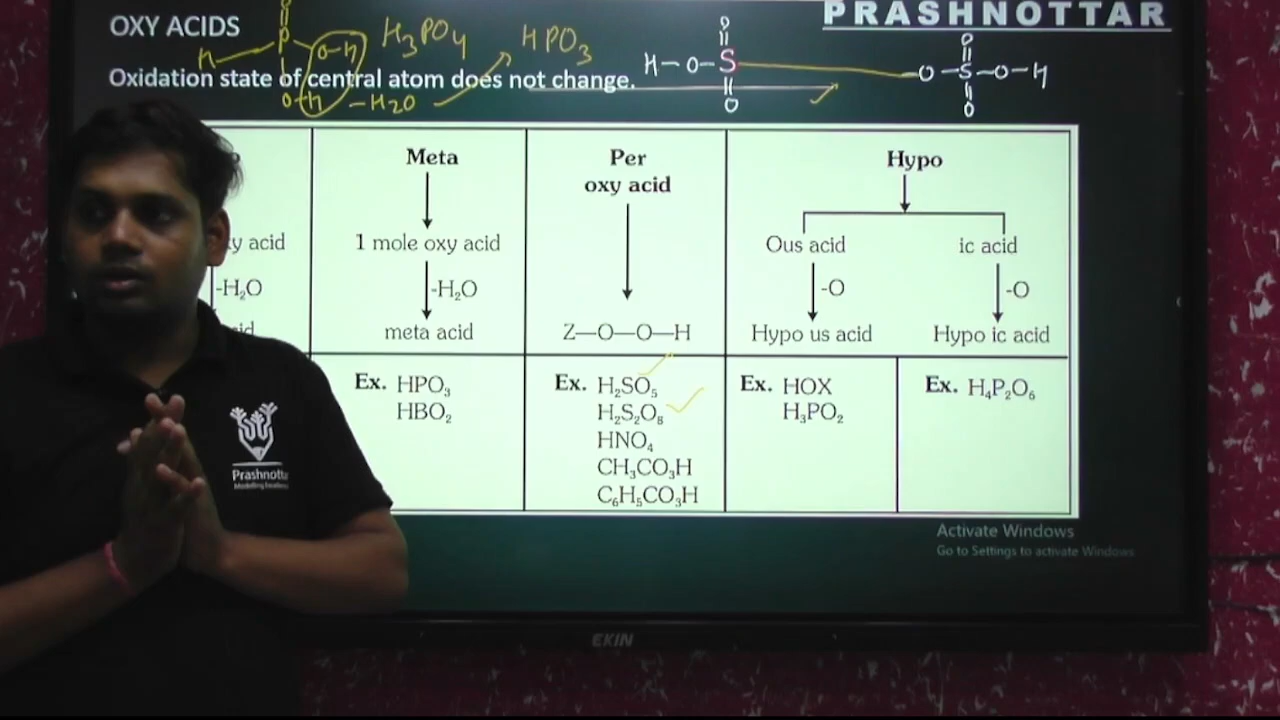 PRASHNOTTAR
OXY ACIDS
H₃PO₄
HPO₃
Oxidation state of central atom does not change.
-H₂O
H-O-S
O
O
-O-S-O-H
O
O
P
O-H
O-H
Meta
1 mole oxy acid
-H₂O
meta acid
Ex. HPO₃
HBO₂
Per
oxy acid
Z—O—O—H
Ex. H₂SO₅
H₂S₂O₈
HNO₄
CH₃CO₃H
C₆H₅CO₃H
Hypo
Ous acid
ic acid
-O
-O
Hypo us acid
Hypo ic acid
Ex. HOX
H₃PO₂
Ex. H₄P₂O₆
acid
-H₂O
Prashnotta
Activate Windows
Go to Settings to activate Windows
EKIN